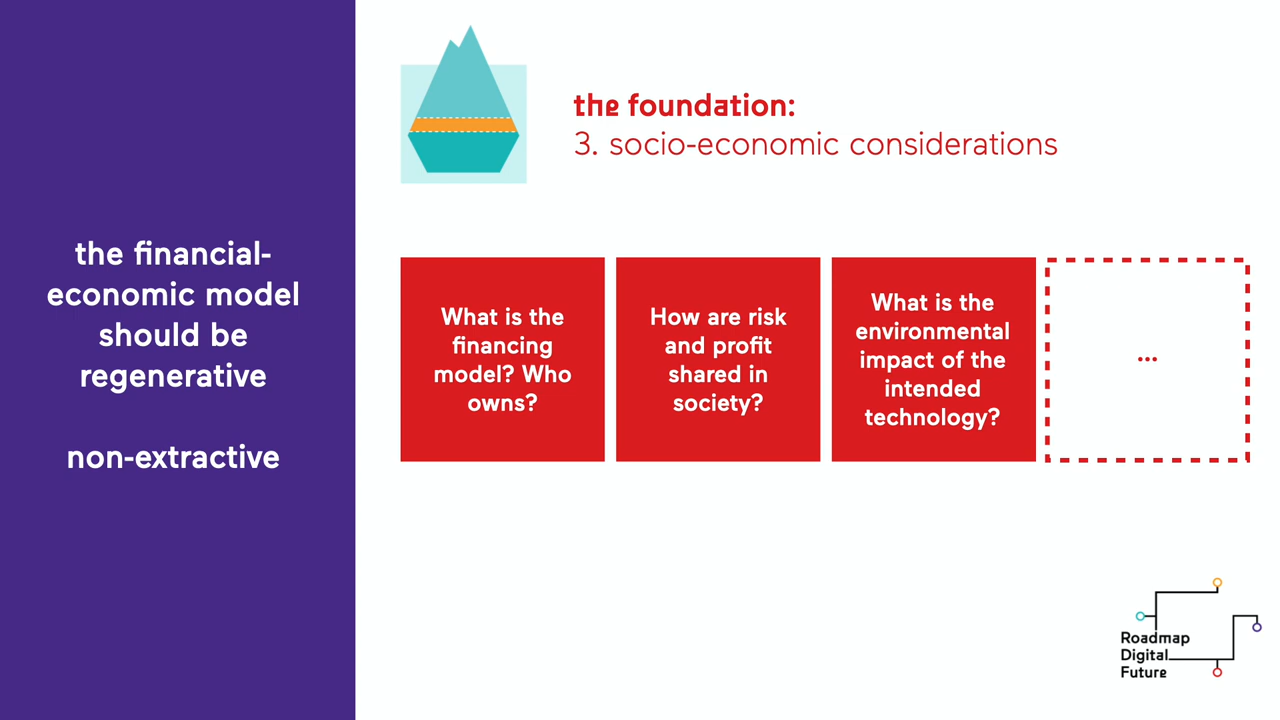 the financial-
economic model
should be
regenerative
non-extractive
the foundation:
3. socio-economic considerations
What is the
financing
model? Who
owns?
How are risk
and profit
shared in
society?
What is the
environmental
impact of the
intended
technology?
...
Roadmap
Digital
Future